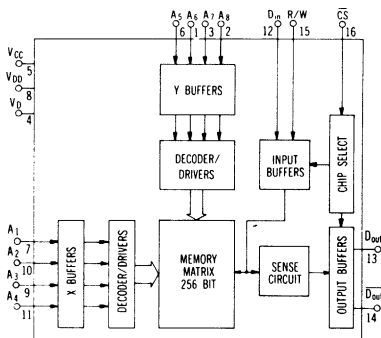 A5 A6 A7 A8 Din R/W CS
6 1 3 2 12 15 16
VCC
5
VDD
8
VD
4
Y BUFFERS
DECODER/
DRIVERS
INPUT
BUFFERS
CHIP SELECT
A1
7
A2
10
A3
9
A4
11
X BUFFERS
DECODER/DRIVERS
MEMORY
MATRIX
256 BIT
SENSE
CIRCUIT
OUTPUT BUFFERS
Dout
13
Dout
14